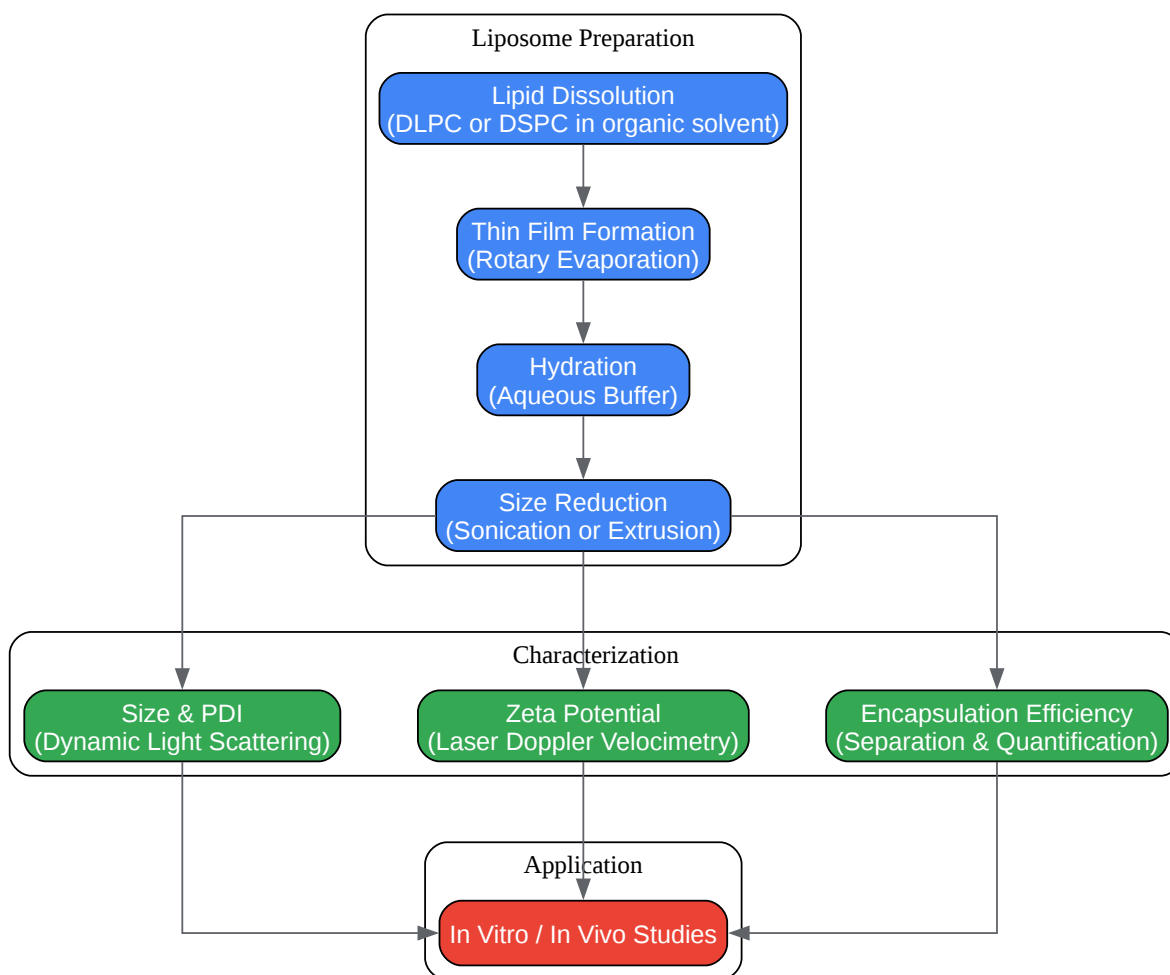 Liposome Preparation
Lipid Dissolution
(DLPC or DSPC in organic solvent)
Thin Film Formation
(Rotary Evaporation)
Hydration
(Aqueous Buffer)
Size Reduction
(Sonication or Extrusion)
Characterization
Size & PDI
(Dynamic Light Scattering)
Zeta Potential
(Laser Doppler Velocimetry)
Encapsulation Efficiency
(Separation & Quantification)
Application
In Vitro / In Vivo Studies